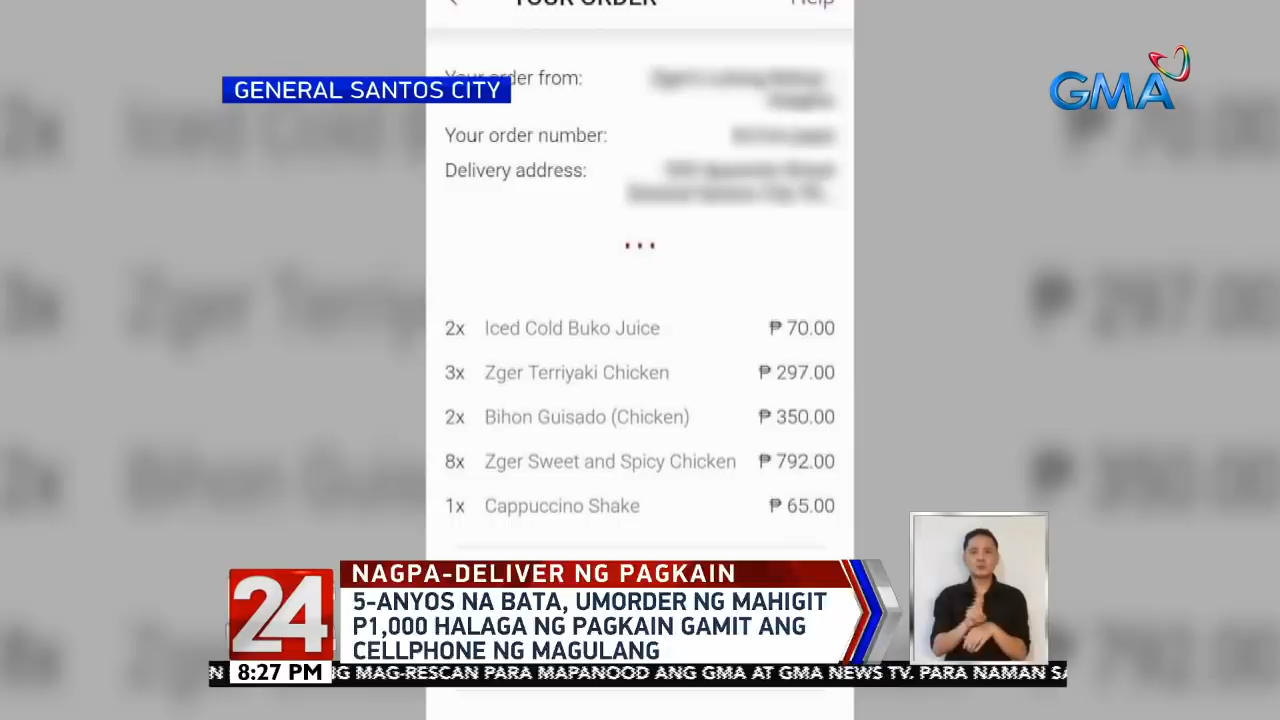 YOUR ORDER
Help
Your order from:
GENERAL SANTOS CITY
GMA
Your order number:
Delivery address:
2x Iced Cold Buko Juice ₱ 70.00
3x Zger Terriyaki Chicken ₱ 297.00
2x Bihon Guisado (Chicken) ₱ 350.00
8x Zger Sweet and Spicy Chicken ₱ 792.00
1x Cappuccino Shake ₱ 65.00
24
NAGPA-DELIVER NG PAGKAIN
5-ANYOS NA BATA, UMORDER NG MAHIGIT
P1,000 HALAGA NG PAGKAIN GAMIT ANG
CELLPHONE NG MAGULANG
8:27 PM
MAG-RESCAN PARA MAPANOOD ANG GMA AT GMA NEWS TV. PARA NAMAN